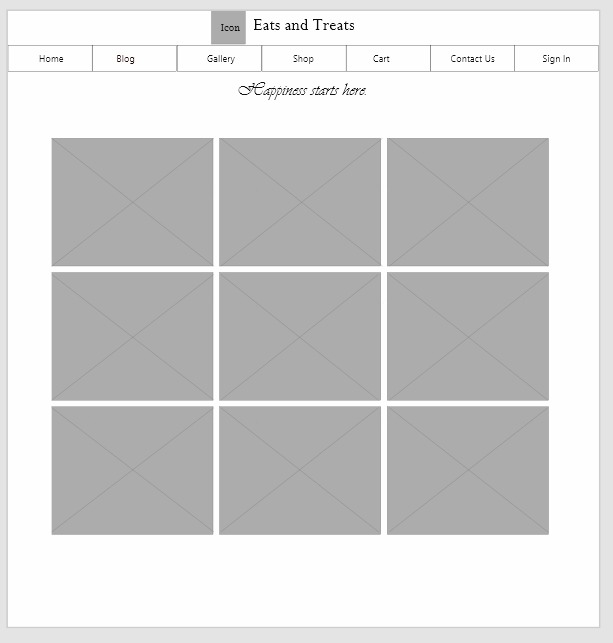 Icon Eats and Treats
Home Blog Gallery Shop Cart Contact Us Sign In
Happiness starts here.